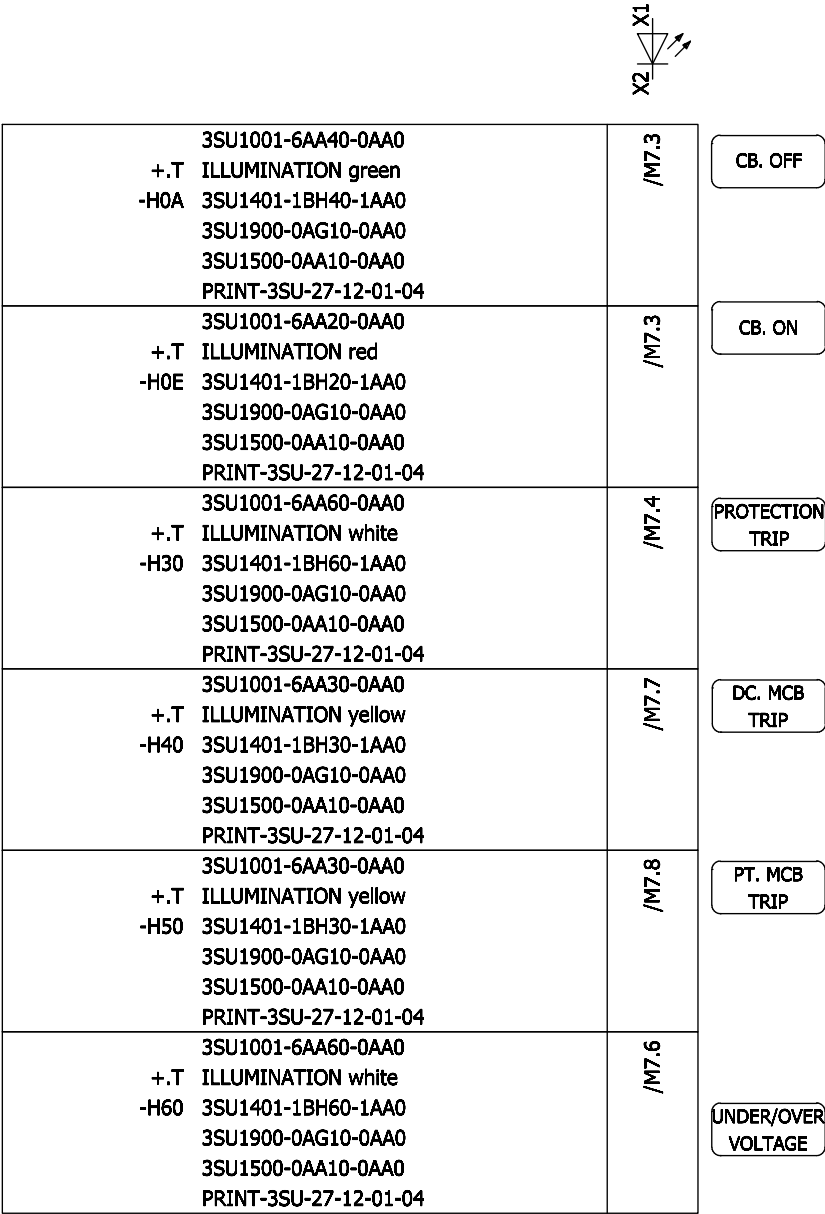 X1
X2
3SU1001-6AA40-0AA0
+.T ILLUMINATION green
-H0A 3SU1401-1BH40-1AA0
3SU1900-0AG10-0AA0
3SU1500-0AA10-0AA0
PRINT-3SU-27-12-01-04
/M7.3
CB. OFF
3SU1001-6AA20-0AA0
+.T ILLUMINATION red
-H0E 3SU1401-1BH20-1AA0
3SU1900-0AG10-0AA0
3SU1500-0AA10-0AA0
PRINT-3SU-27-12-01-04
/M7.3
CB. ON
3SU1001-6AA60-0AA0
+.T ILLUMINATION white
-H30 3SU1401-1BH60-1AA0
3SU1900-0AG10-0AA0
3SU1500-0AA10-0AA0
PRINT-3SU-27-12-01-04
/M7.4
PROTECTION
TRIP
3SU1001-6AA30-0AA0
+.T ILLUMINATION yellow
-H40 3SU1401-1BH30-1AA0
3SU1900-0AG10-0AA0
3SU1500-0AA10-0AA0
PRINT-3SU-27-12-01-04
/M7.7
DC. MCB
TRIP
3SU1001-6AA30-0AA0
+.T ILLUMINATION yellow
-H50 3SU1401-1BH30-1AA0
3SU1900-0AG10-0AA0
3SU1500-0AA10-0AA0
PRINT-3SU-27-12-01-04
/M7.8
PT. MCB
TRIP
3SU1001-6AA60-0AA0
+.T ILLUMINATION white
-H60 3SU1401-1BH60-1AA0
3SU1900-0AG10-0AA0
3SU1500-0AA10-0AA0
PRINT-3SU-27-12-01-04
/M7.6
UNDER/OVER
VOLTAGE